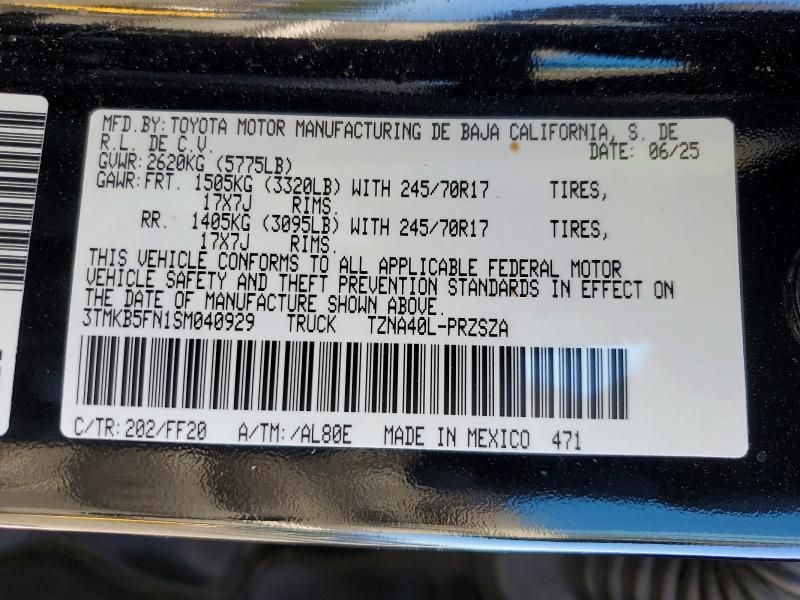 MFD.BY: TOYOTA MOTOR MANUFACTURING DE BAJA CALIFORNIA, S. DE
R.L. DE C.V. DATE: 06/25
GVWR: 2620KG (5775LB)
GAWR: FRT. 1505KG (3320LB) WITH 245/70R17 TIRES,
17X7J RIMS.
RR. 1405KG (3095LB) WITH 245/70R17 TIRES,
17X7J RIMS.
THIS VEHICLE CONFORMS TO ALL APPLICABLE FEDERAL MOTOR
VEHICLE SAFETY AND THEFT PREVENTION STANDARDS IN EFFECT ON
THE DATE OF MANUFACTURE SHOWN ABOVE.
3TMKB5FN1SM040929 TRUCK TZNA40L-PRZSZA
C/TR: 202/FF20 A/TM: /AL80E MADE IN MEXICO 471